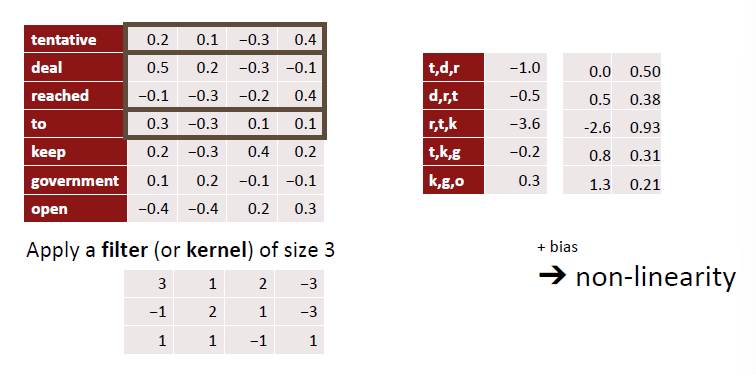 tentative 0.2 0.1 −0.3 0.4
deal 0.5 0.2 −0.3 −0.1
reached −0.1 −0.3 −0.2 0.4
to 0.3 −0.3 0.1 0.1
keep 0.2 −0.3 0.4 0.2
government 0.1 0.2 −0.1 −0.1
open −0.4 −0.4 0.2 0.3
t,d,r −1.0 0.0 0.50
d,r,t −0.5 0.5 0.38
r,t,k −3.6 -2.6 0.93
t,k,g −0.2 0.8 0.31
k,g,o 0.3 1.3 0.21
Apply a filter (or kernel) of size 3
3 1 2 −3
−1 2 1 −3
1 1 −1 1
+ bias
➔ non-linearity